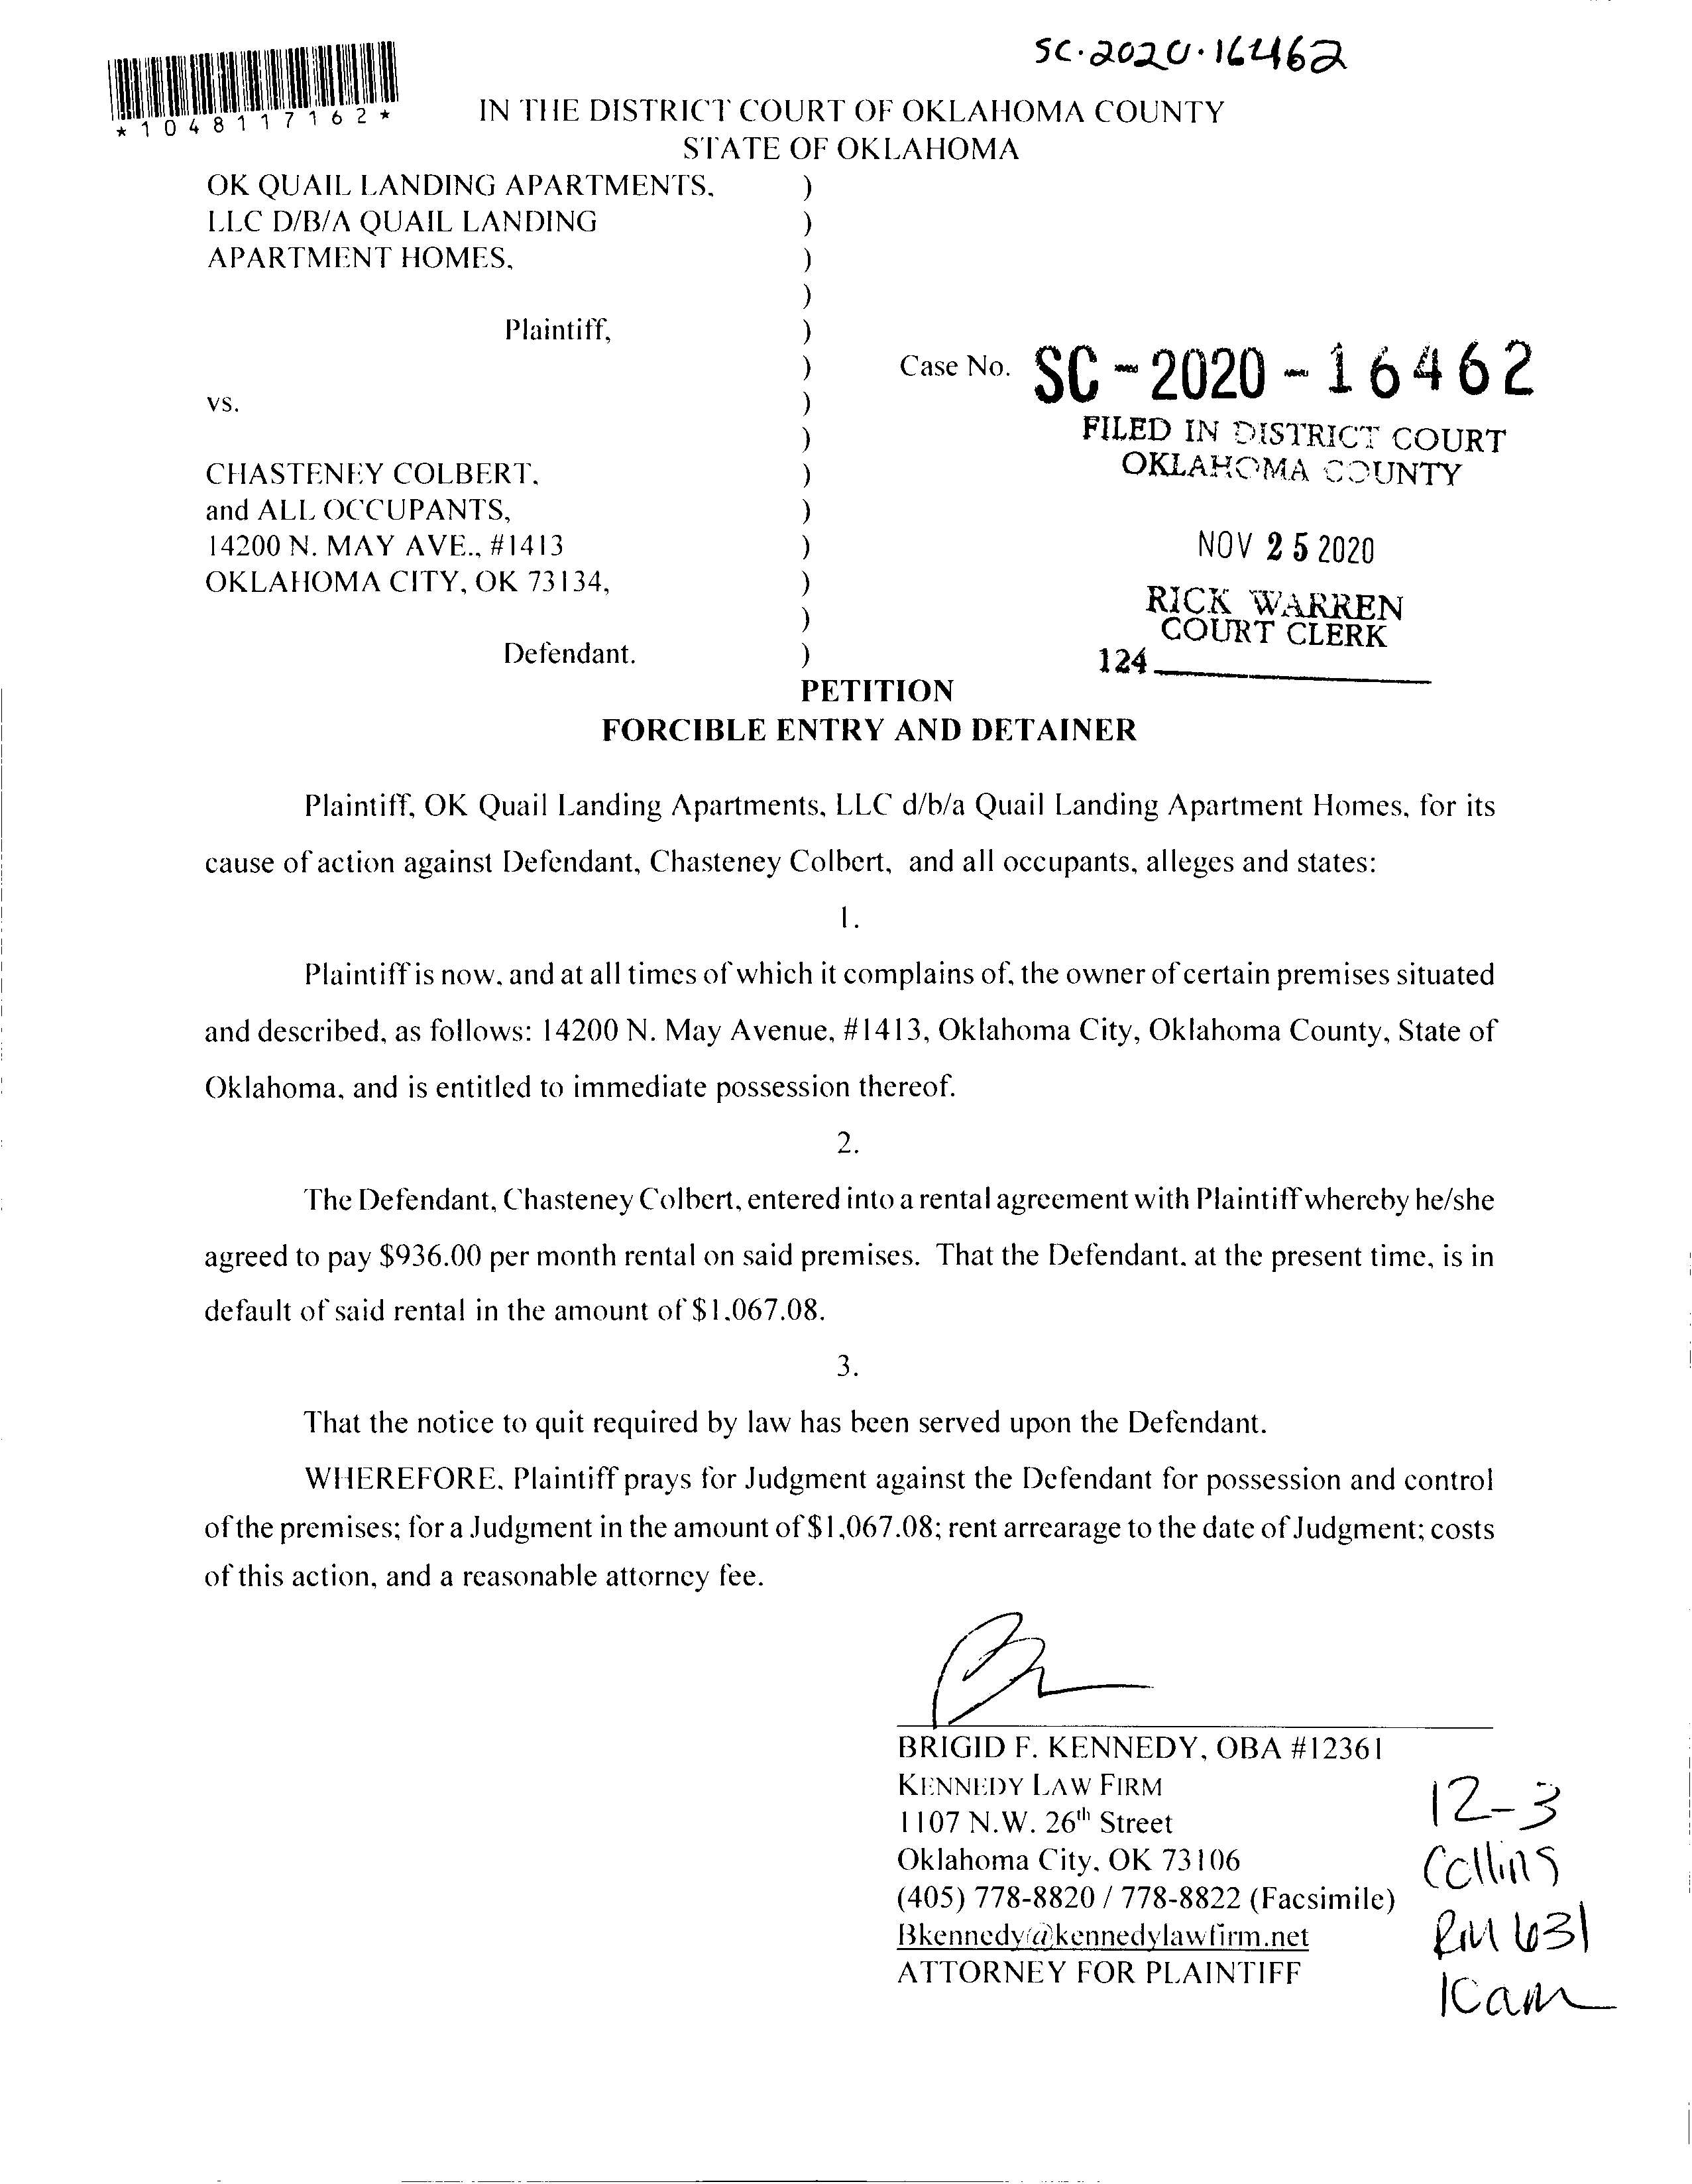 SC.2020.16462
*1048117162*
IN THE DISTRICT COURT OF OKLAHOMA COUNTY
STATE OF OKLAHOMA
OK QUAIL LANDING APARTMENTS, )
LLC D/B/A QUAIL LANDING )
APARTMENT HOMES, )
)
Plaintiff, )
) Case No. SC-2020-16462
vs. )
) FILED IN DISTRICT COURT
OKLAHOMA COUNTY
CHASTENEY COLBERT, )
and ALL OCCUPANTS, )
14200 N. MAY AVE., #1413 ) NOV 25 2020
OKLAHOMA CITY, OK 73134, )
) RICK WARREN
COURT CLERK
Defendant. ) 124
PETITION
FORCIBLE ENTRY AND DETAINER
Plaintiff, OK Quail Landing Apartments, LLC d/b/a Quail Landing Apartment Homes, for its
cause of action against Defendant, Chasteney Colbert, and all occupants, alleges and states:
1.
Plaintiff is now, and at all times of which it complains of, the owner of certain premises situated
and described, as follows: 14200 N. May Avenue, #1413, Oklahoma City, Oklahoma County, State of
Oklahoma, and is entitled to immediate possession thereof.
2.
The Defendant, Chasteney Colbert, entered into a rental agreement with Plaintiff whereby he/she
agreed to pay $936.00 per month rental on said premises. That the Defendant, at the present time, is in
default of said rental in the amount of $1,067.08.
3.
That the notice to quit required by law has been served upon the Defendant.
WHEREFORE, Plaintiff prays for Judgment against the Defendant for possession and control
of the premises; for a Judgment in the amount of $1,067.08; rent arrearage to the date of Judgment; costs
of this action, and a reasonable attorney fee.
BRIGID F. KENNEDY, OBA #12361
KENNEDY LAW FIRM
1107 N.W. 26th Street
Oklahoma City, OK 73106
(405) 778-8820 / 778-8822 (Facsimile)
Bkennedy@kennedylawfirm.net
ATTORNEY FOR PLAINTIFF
12-3
Collins
RM 631
10am